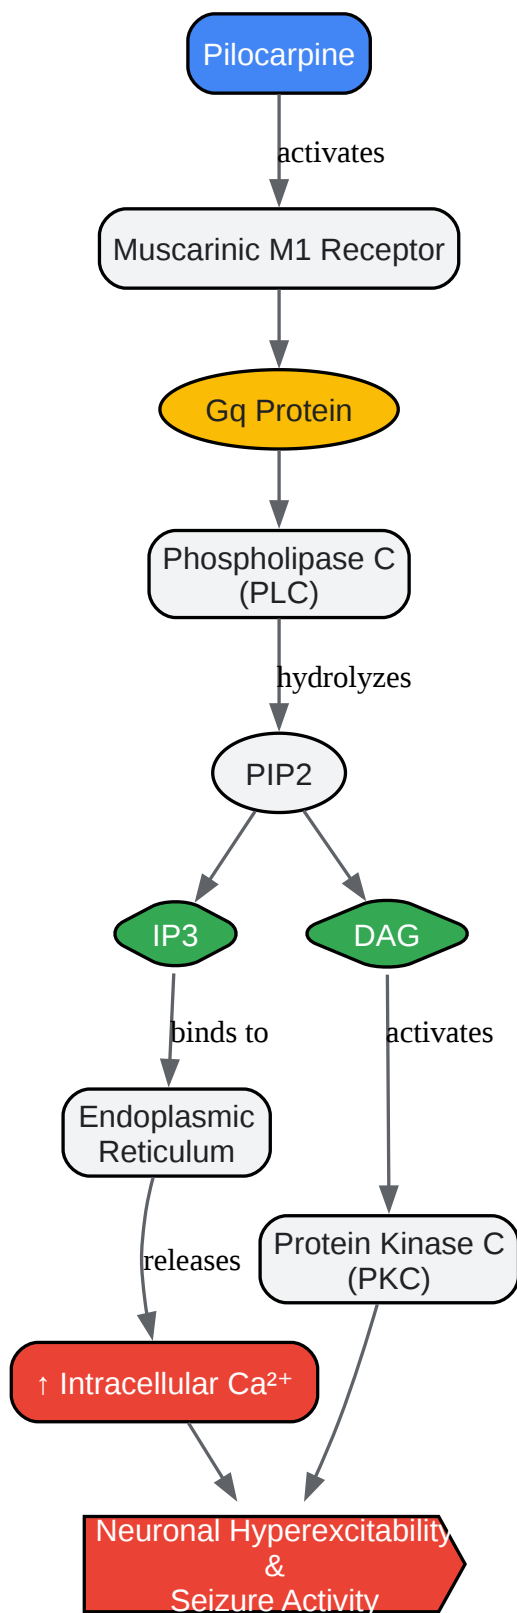 Pilocarpine
activates
Muscarinic M1 Receptor
Gq Protein
Phospholipase C
(PLC)
hydrolyzes
PIP2
IP3
DAG
binds to
activates
Endoplasmic
Reticulum
releases
Protein Kinase C
(PKC)
↑ Intracellular Ca²⁺
Neuronal Hyperexcitability
&
Seizure Activity